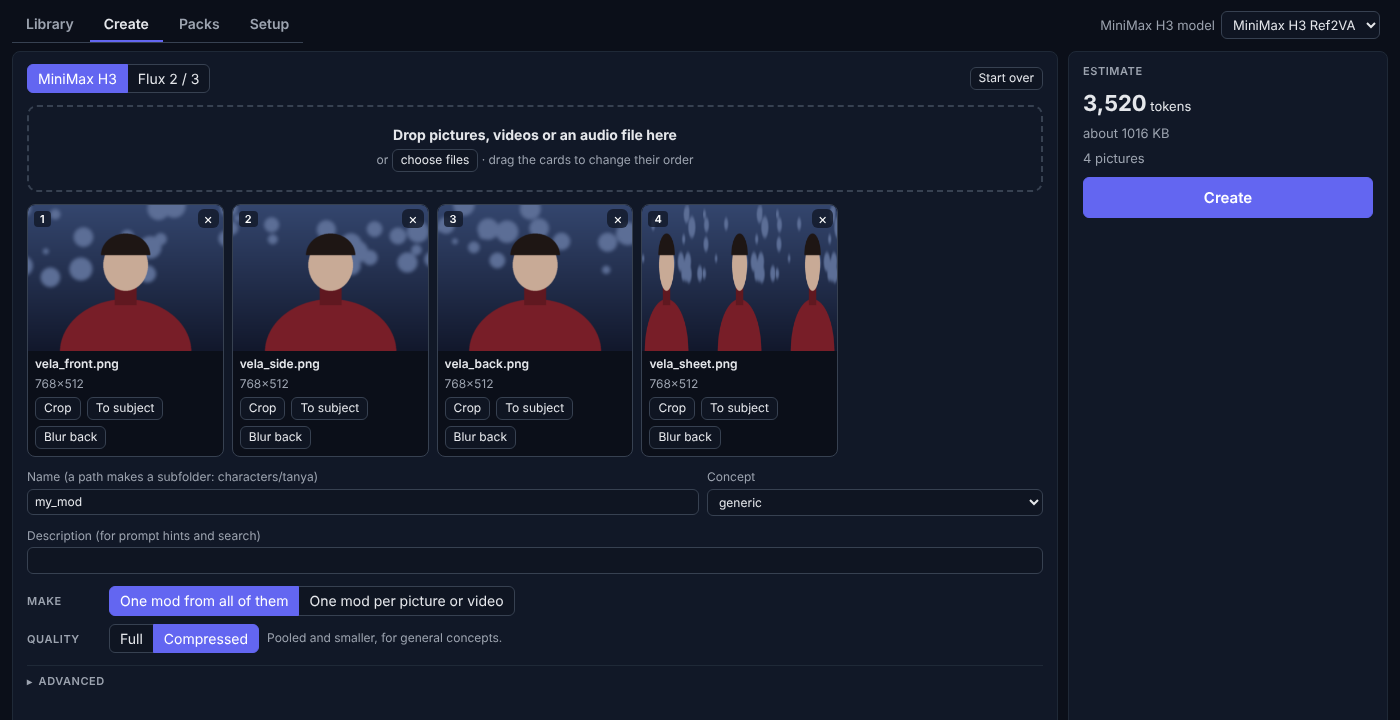 Library Create Packs Setup MiniMax H3 model MiniMax H3 Ref2VA
MiniMax H3 Flux 2 / 3 Start over
Drop pictures, videos or an audio file here
or choose files · drag the cards to change their order
1 × 2 × 3 × 4 ×
vela_front.png vela_side.png vela_back.png vela_sheet.png
768×512 768×512 768×512 768×512
Crop To subject Crop To subject Crop To subject Crop To subject
Blur back Blur back Blur back Blur back
Name (a path makes a subfolder: characters/tanya) Concept
my_mod generic
Description (for prompt hints and search)
MAKE One mod from all of them One mod per picture or video
QUALITY Full Compressed Pooled and smaller, for general concepts.
▸ ADVANCED
ESTIMATE
3,520 tokens
about 1016 KB
4 pictures
Create